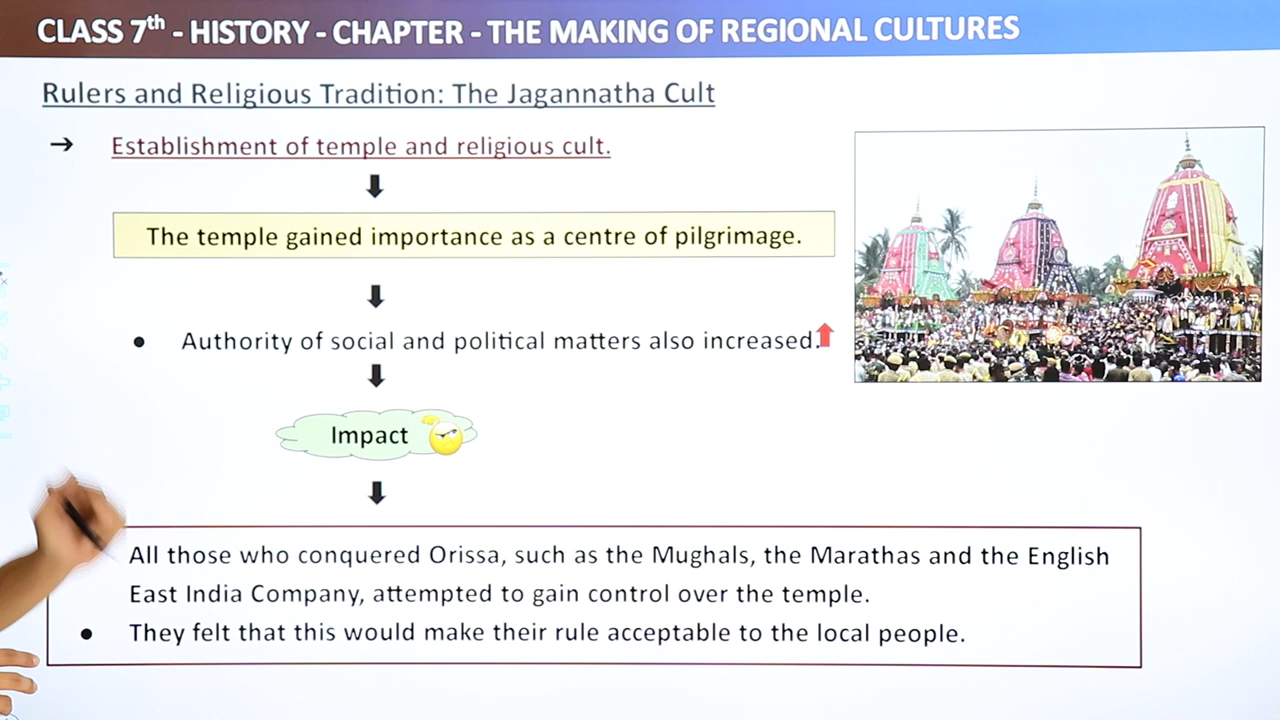 CLASS 7th - HISTORY - CHAPTER - THE MAKING OF REGIONAL CULTURES
Rulers and Religious Tradition: The Jagannatha Cult
➔ Establishment of temple and religious cult.
The temple gained importance as a centre of pilgrimage.
● Authority of social and political matters also increased.
Impact
All those who conquered Orissa, such as the Mughals, the Marathas and the English
East India Company, attempted to gain control over the temple.
● They felt that this would make their rule acceptable to the local people.